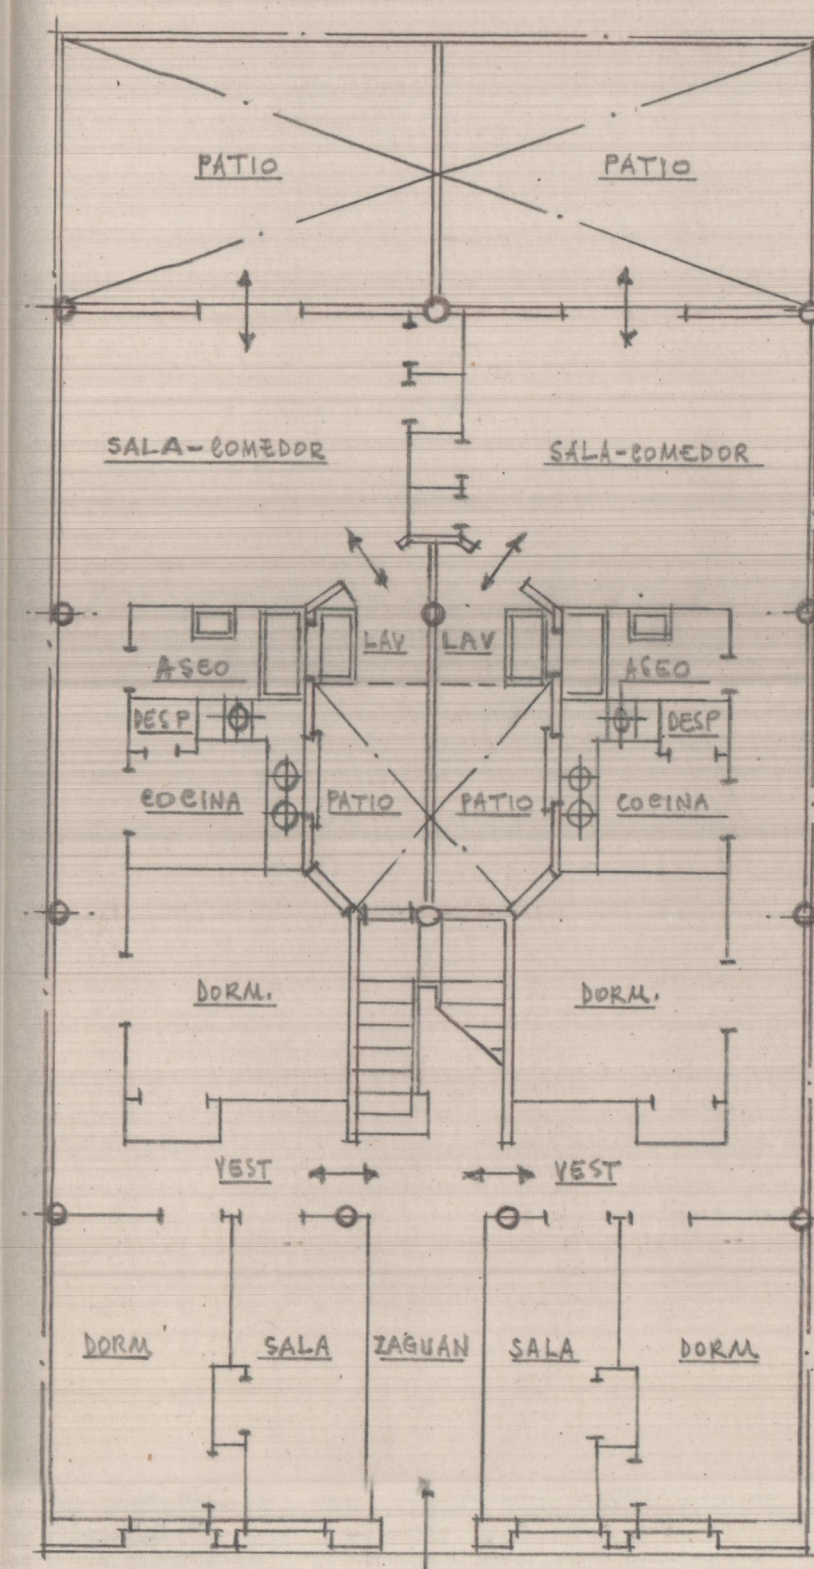 PATIO PATIO
SALA-COMEDOR SALA-COMEDOR
LAV LAV
ASEO ASEO
DESP DESP
COCINA PATIO PATIO COCINA
DORM. DORM.
VEST VEST
DORM SALA ZAGUÁN SALA DORM